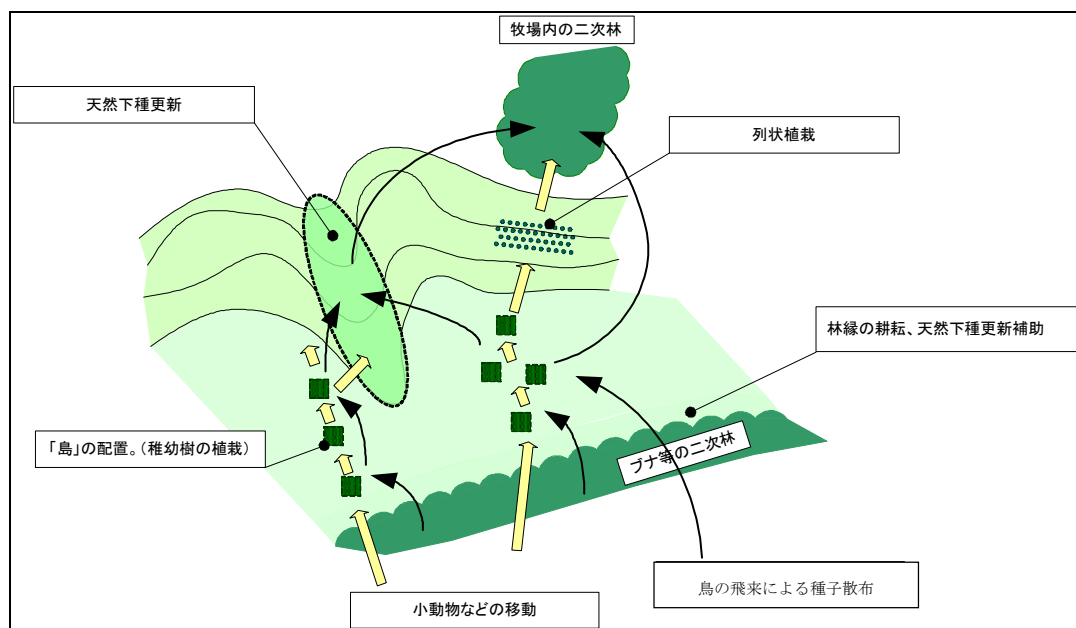 牧場内の二次林
天然下種更新
列状植栽
林縁の耕耘、天然下種更新補助
「島」の配置。（稚幼樹の植栽）
ブナ等の二次林
鳥の飛来による種子散布
小動物などの移動